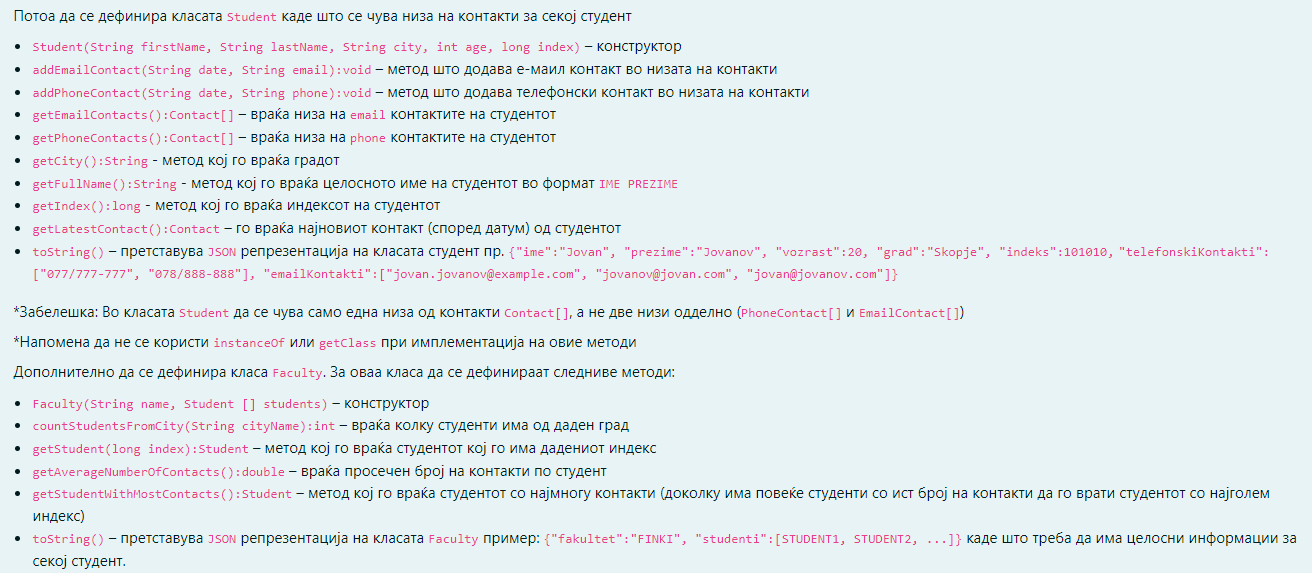 Потоа да се дефинира класата Student каде што се чува низа на контакти за секој студент
• Student(String firstName, String lastName, String city, int age, long index) – конструктор
• addEmailContact(String date, String email):void – метод што додава е-маил контакт во низата на контакти
• addPhoneContact(String date, String phone):void – метод што додава телефонски контакт во низата на контакти
• getEmailContacts():Contact[] – враќа низа на email контактите на студентот
• getPhoneContacts():Contact[] – враќа низа на phone контактите на студентот
• getCity():String - метод кој го враќа градот
• getFullName():String - метод кој го враќа целосното име на студентот во формат IME PREZIME
• getIndex():long - метод кој го враќа индексот на студентот
• getLatestContact():Contact – го враќа најновиот контакт (според датум) од студентот
• toString() – претставува JSON репрезентација на класата студент пр. {"ime":"Jovan", "prezime":"Jovanov", "vozrast":20, "grad":"Skopje", "indeks":101010, "telefonskiKontakti":
["077/777-777", "078/888-888"], "emailKontakti":["jovan.jovanov@example.com", "jovanov@jovan.com", "jovan@jovanov.com"]}
*Забелешка: Во класата Student да се чува само една низа од контакти Contact[], а не две низи одделно (PhoneContact[] и EmailContact[])
*Напомена да не се користи instanceOf или getClass при имплементација на овие методи
Дополнително да се дефинира класа Faculty. За оваа класа да се дефинираат следниве методи:
• Faculty(String name, Student [] students) – конструктор
• countStudentsFromCity(String cityName):int – враќа колку студенти има од даден град
• getStudent(long index):Student – метод кој го враќа студентот кој го има дадениот индекс
• getAverageNumberOfContacts():double – враќа просечен број на контакти по студент
• getStudentWithMostContacts():Student – метод кој го враќа студентот со најмногу контакти (доколку има повеќе студенти со ист број на контакти да го врати студентот со најголем
индекс)
• toString() – претставува JSON репрезентација на класата Faculty пример: {"fakultet":"FINKI", "studenti":[STUDENT1, STUDENT2, ...]} каде што треба да има целосни информации за
секој студент.